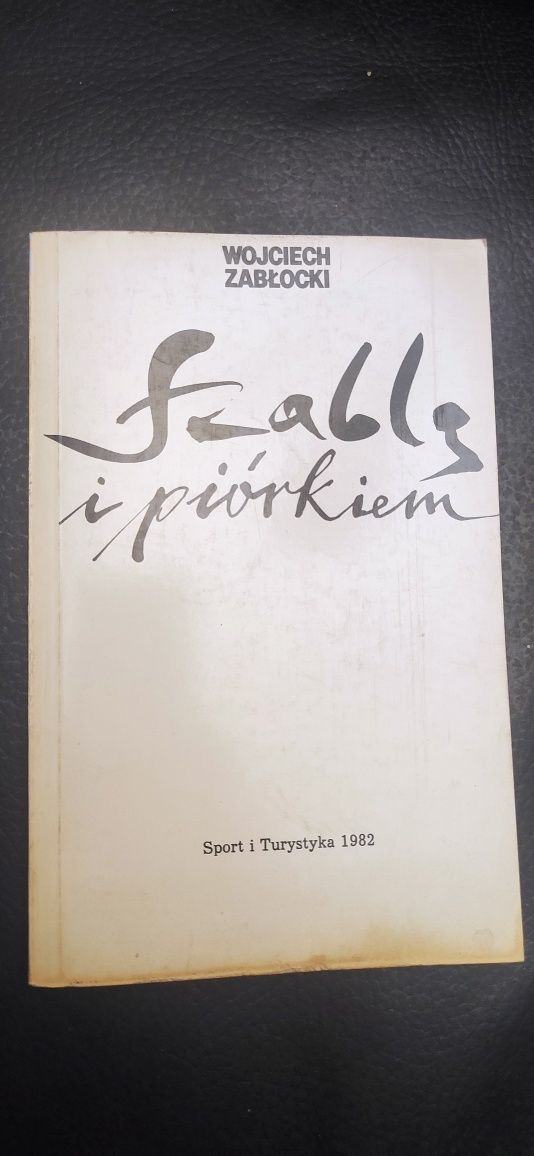 WOJCIECH
ZABŁOCKI
Szablą
i piórkiem
Sport i Turystyka 1982